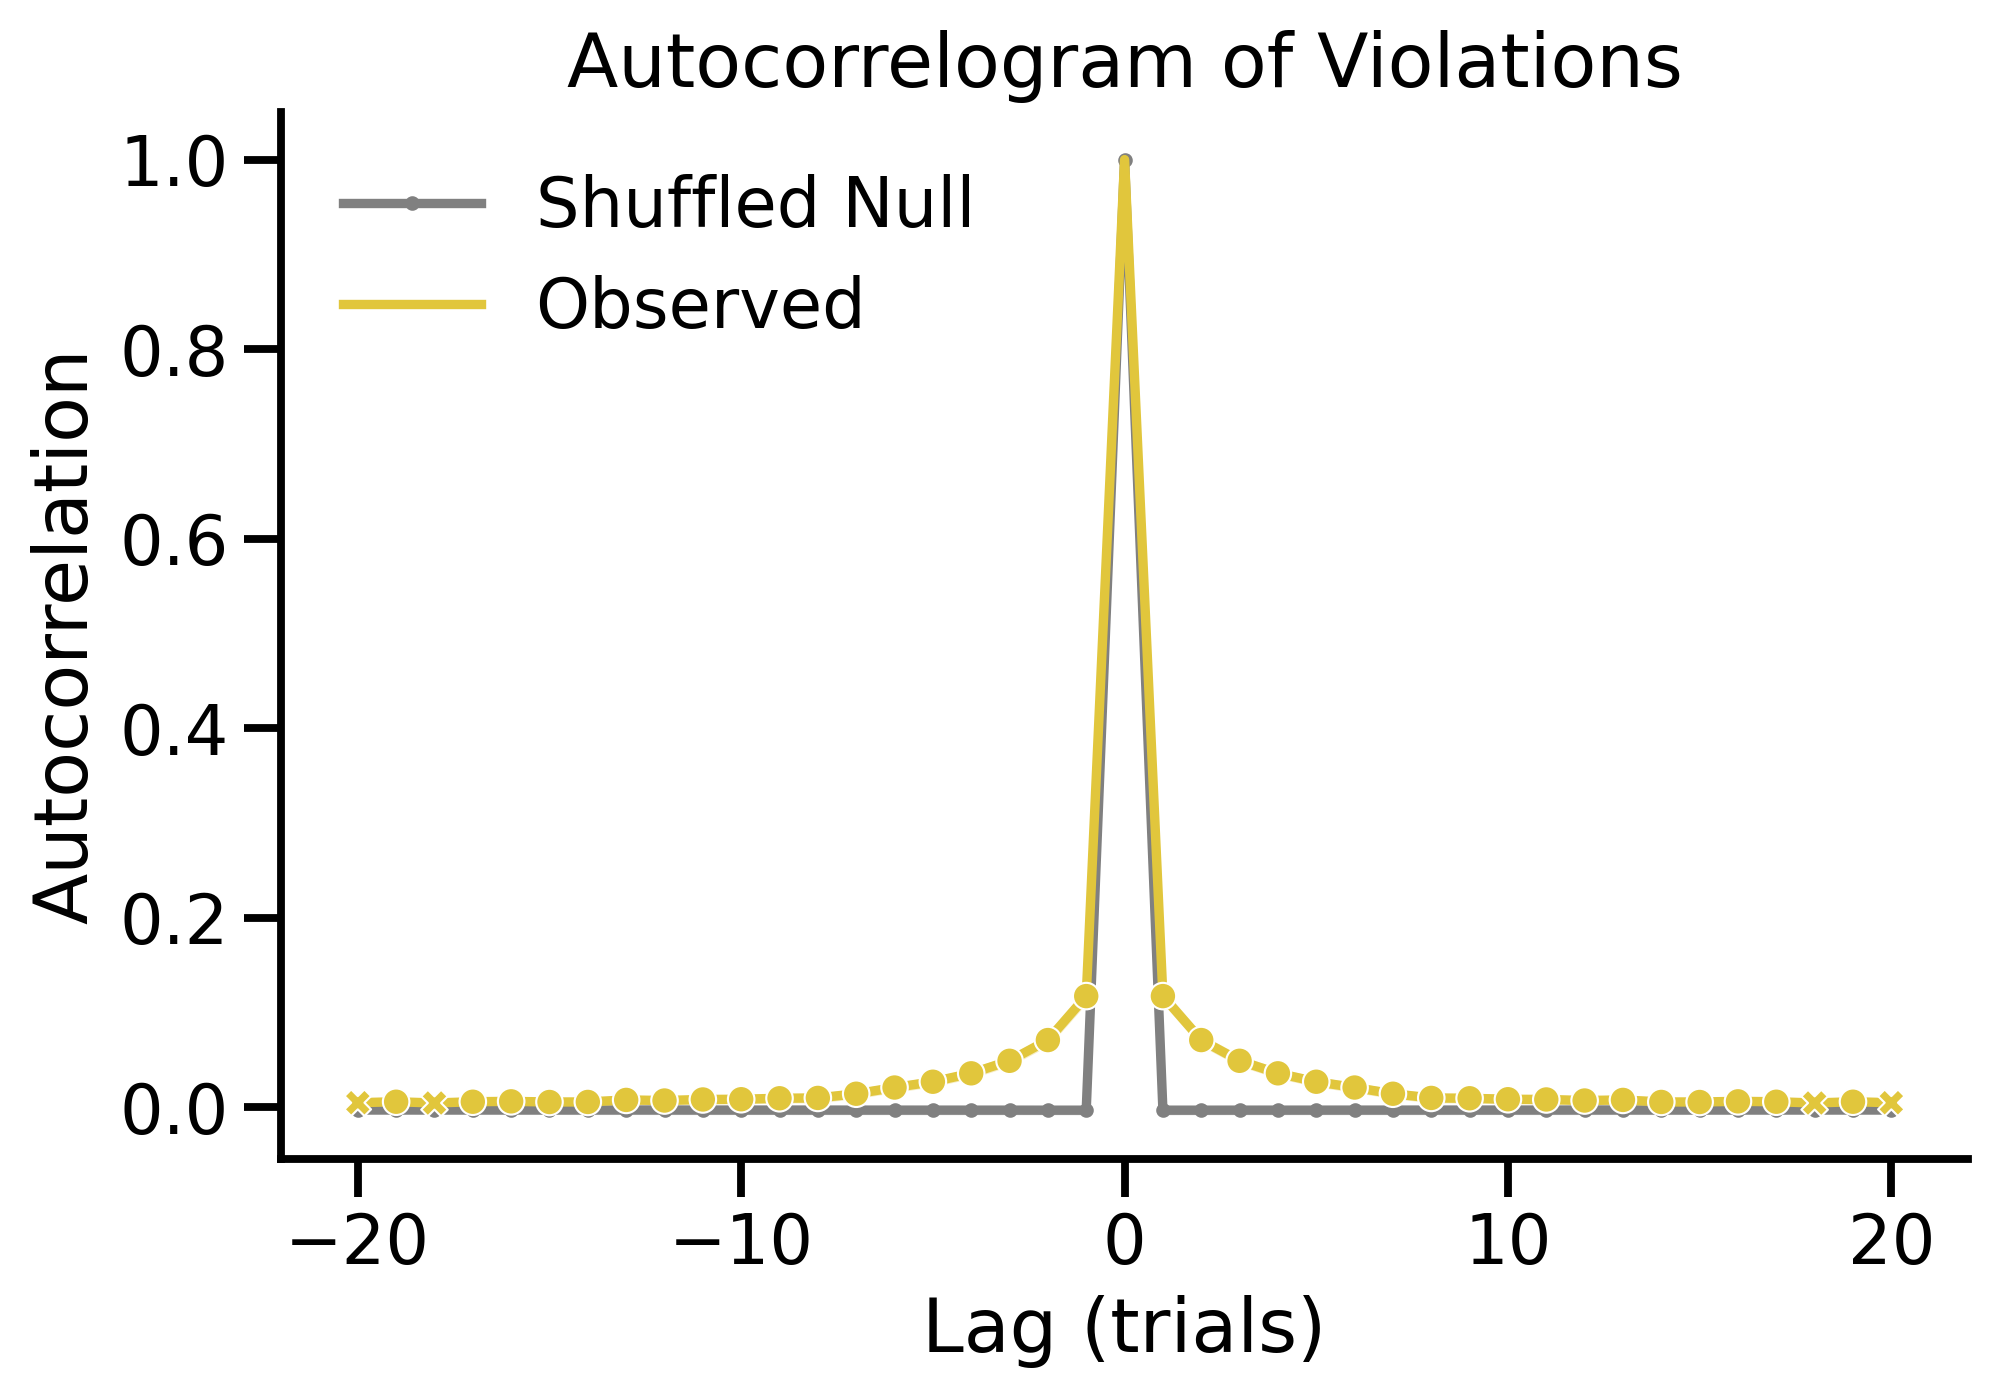 Autocorrelogram of Violations
Shuffled Null
Observed
Autocorrelation
1.0
0.8
0.6
0.4
0.2
0.0
−20
−10
0
10
20
Lag (trials)